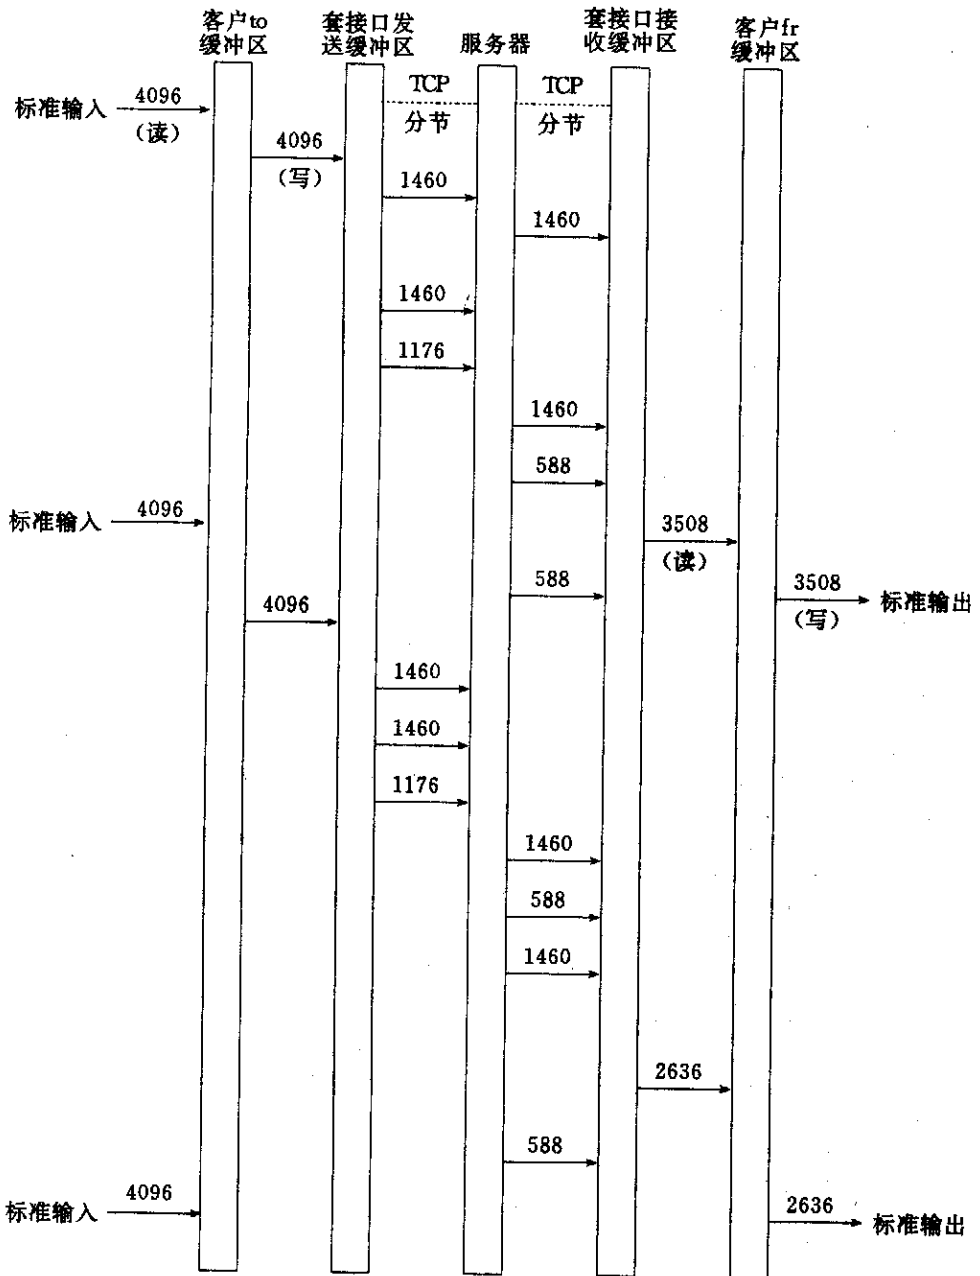 客户to
缓冲区
套接口发
送缓冲区
服务器
套接口接
收缓冲区
客户fr
缓冲区
TCP
分节
TCP
分节
标准输入
4096
(读)
4096
(写)
1460
1460
1460
1176
1460
588
标准输入
4096
3508
(读)
588
3508
(写)
标准输出
4096
1460
1460
1176
1460
588
1460
2636
588
标准输入
4096
2636
标准输出